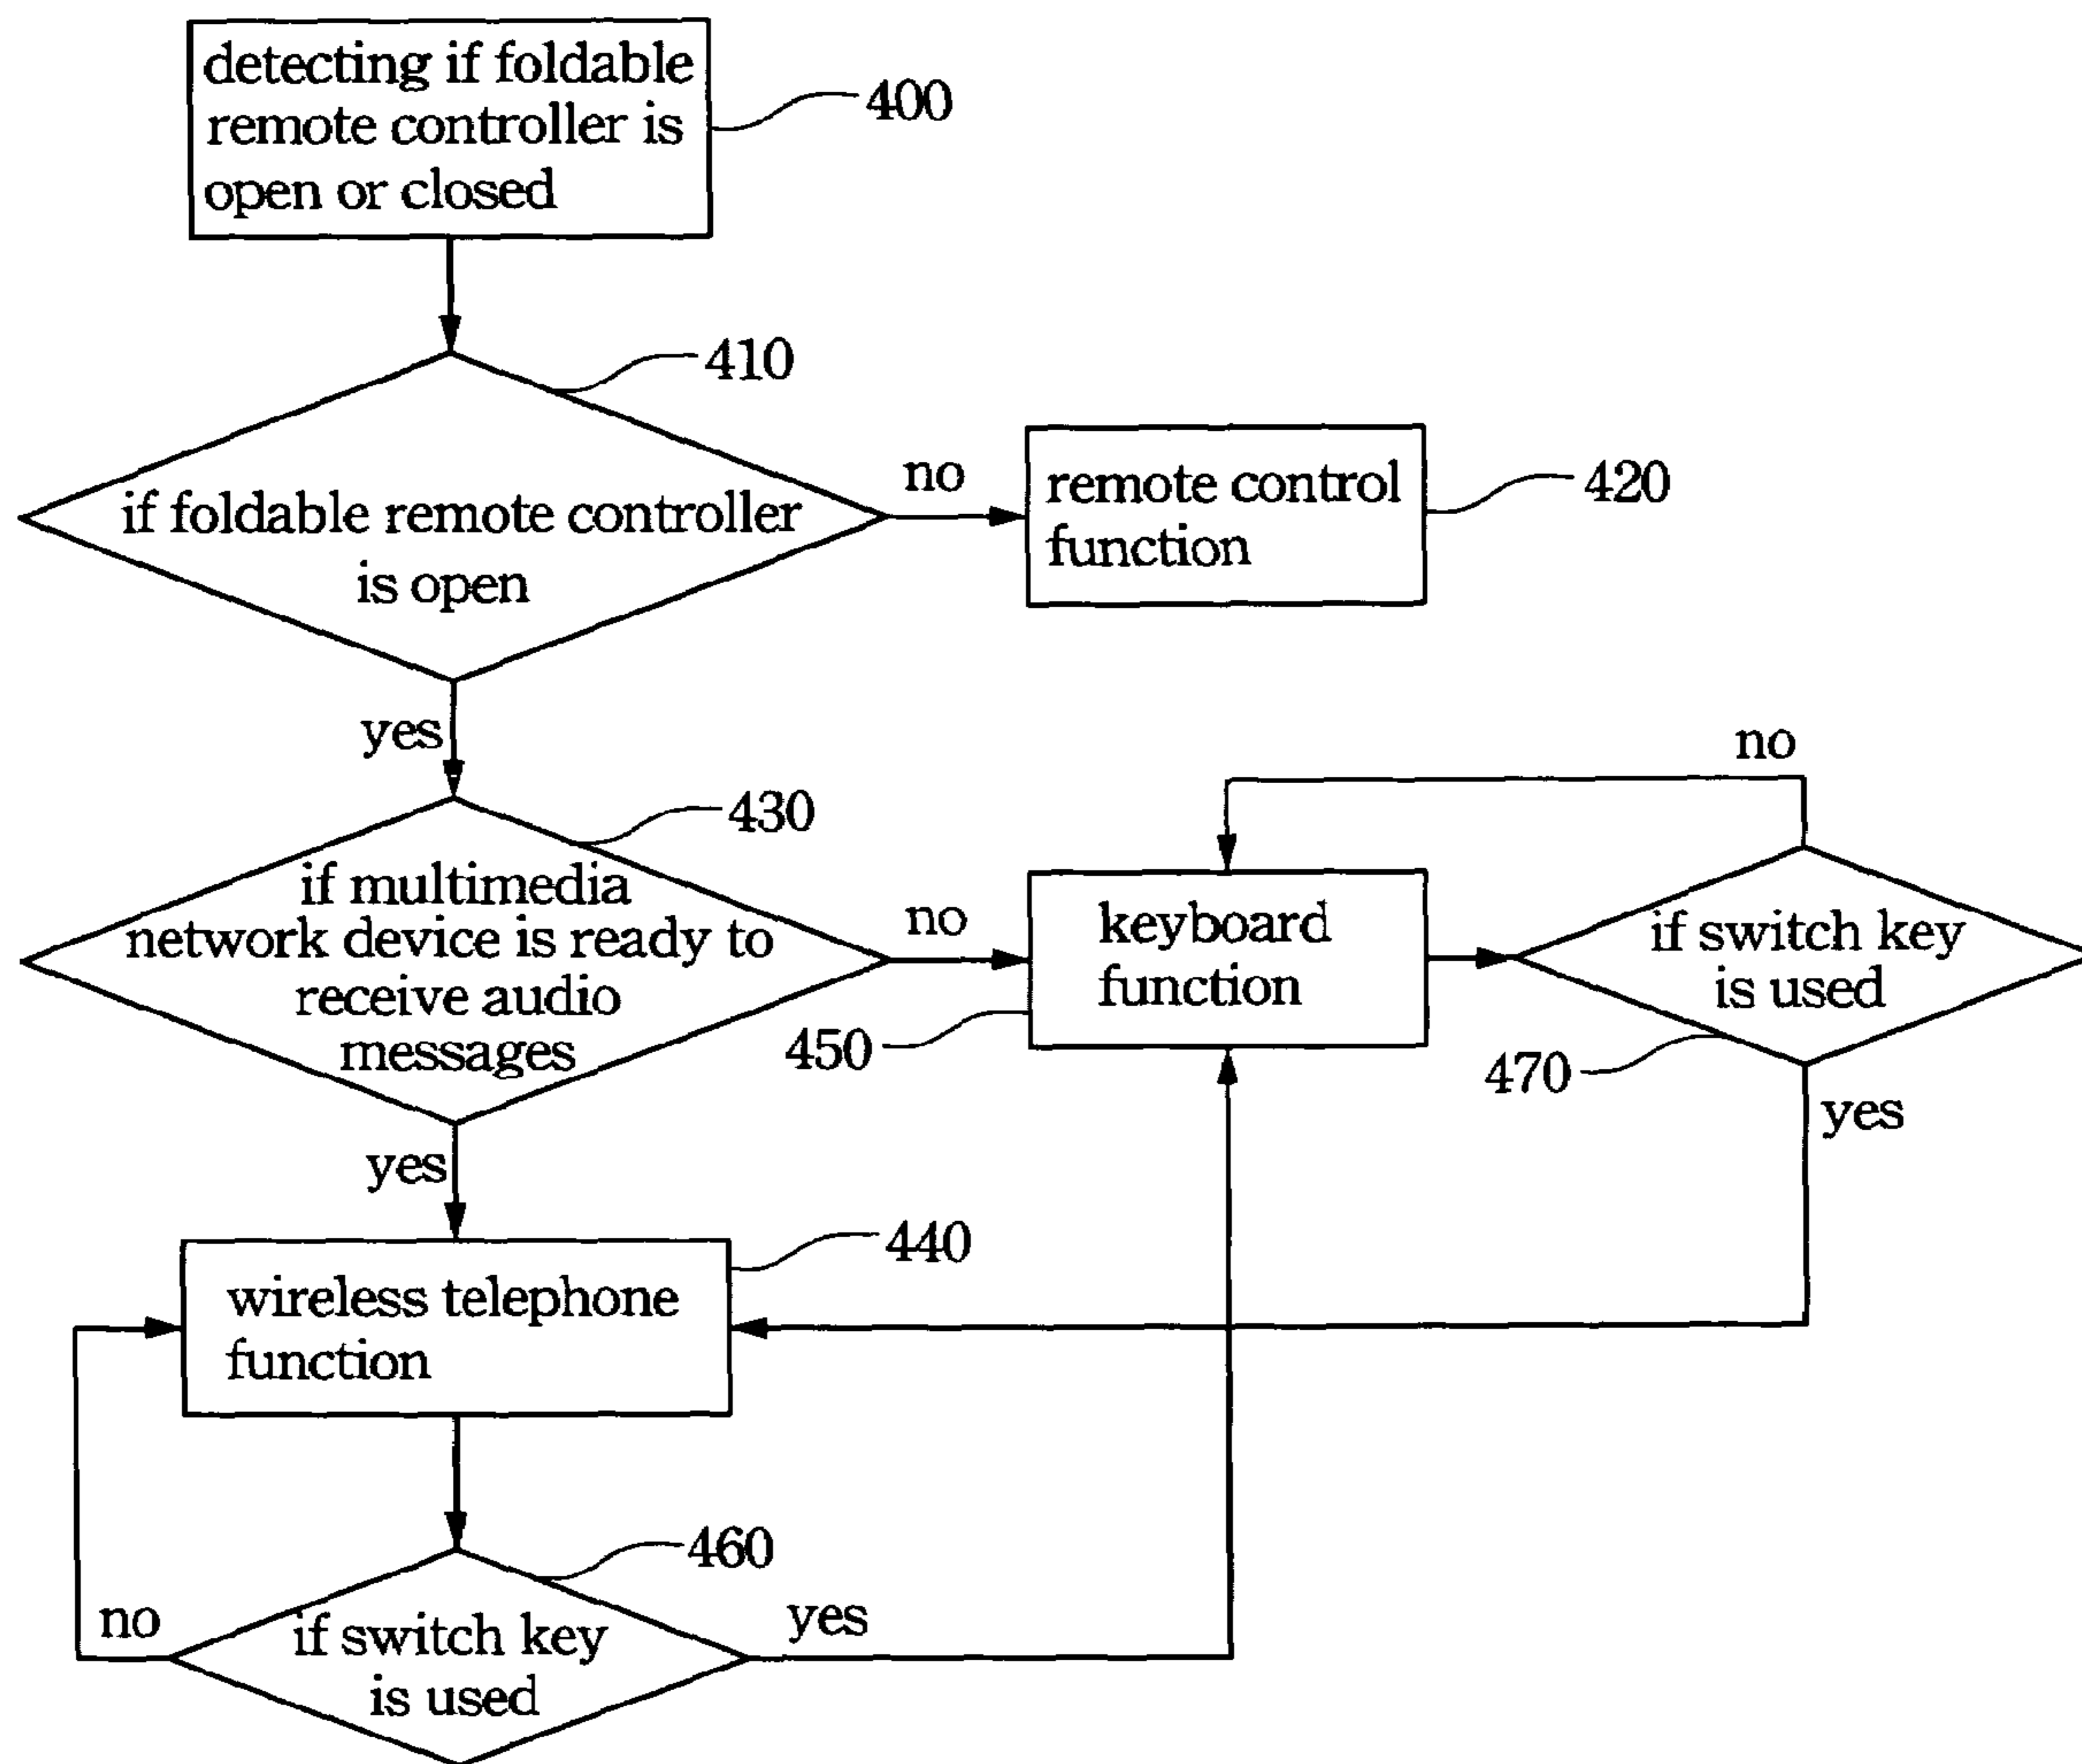 detecting if foldable
remote controller is
open or closed
400
410
if foldable remote controller
is open
no
remote control
function
420
yes
430
if multimedia
network device is ready to
receive audio
messages
no
keyboard
function
450
no
if switch key
is used
470
yes
yes
440
wireless telephone
function
460
no
if switch key
is used
yes